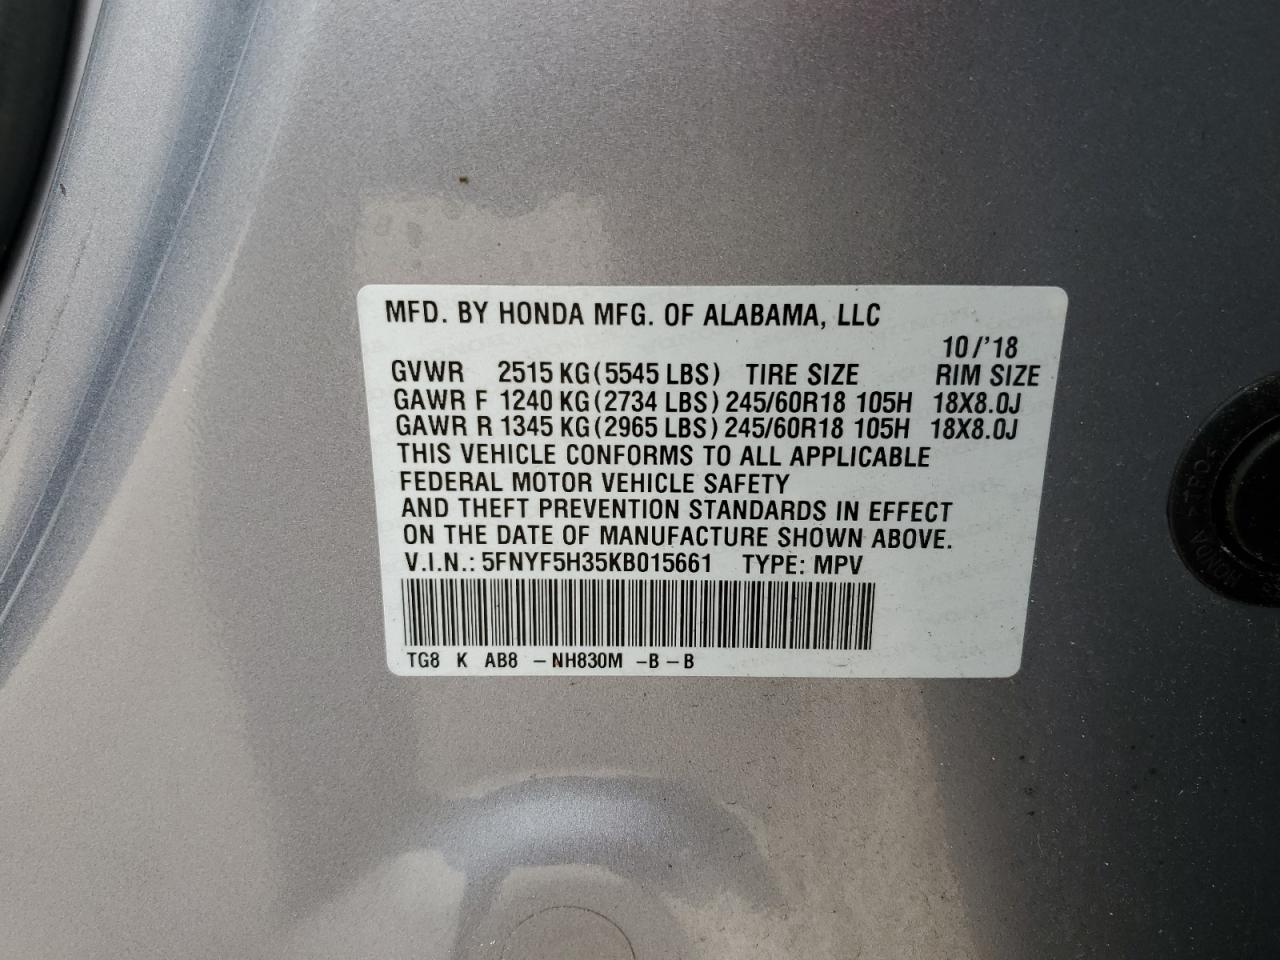 MFD. BY HONDA MFG. OF ALABAMA, LLC
10/'18
GVWR 2515 KG(5545 LBS) TIRE SIZE RIM SIZE
GAWR F 1240 KG(2734 LBS) 245/60R18 105H 18X8.0J
GAWR R 1345 KG(2965 LBS) 245/60R18 105H 18X8.0J
THIS VEHICLE CONFORMS TO ALL APPLICABLE
FEDERAL MOTOR VEHICLE SAFETY
AND THEFT PREVENTION STANDARDS IN EFFECT
ON THE DATE OF MANUFACTURE SHOWN ABOVE.
V.I.N.: 5FNYF5H35KB015661 TYPE: MPV
TG8 K AB8 -NH830M -B-B
HONDA